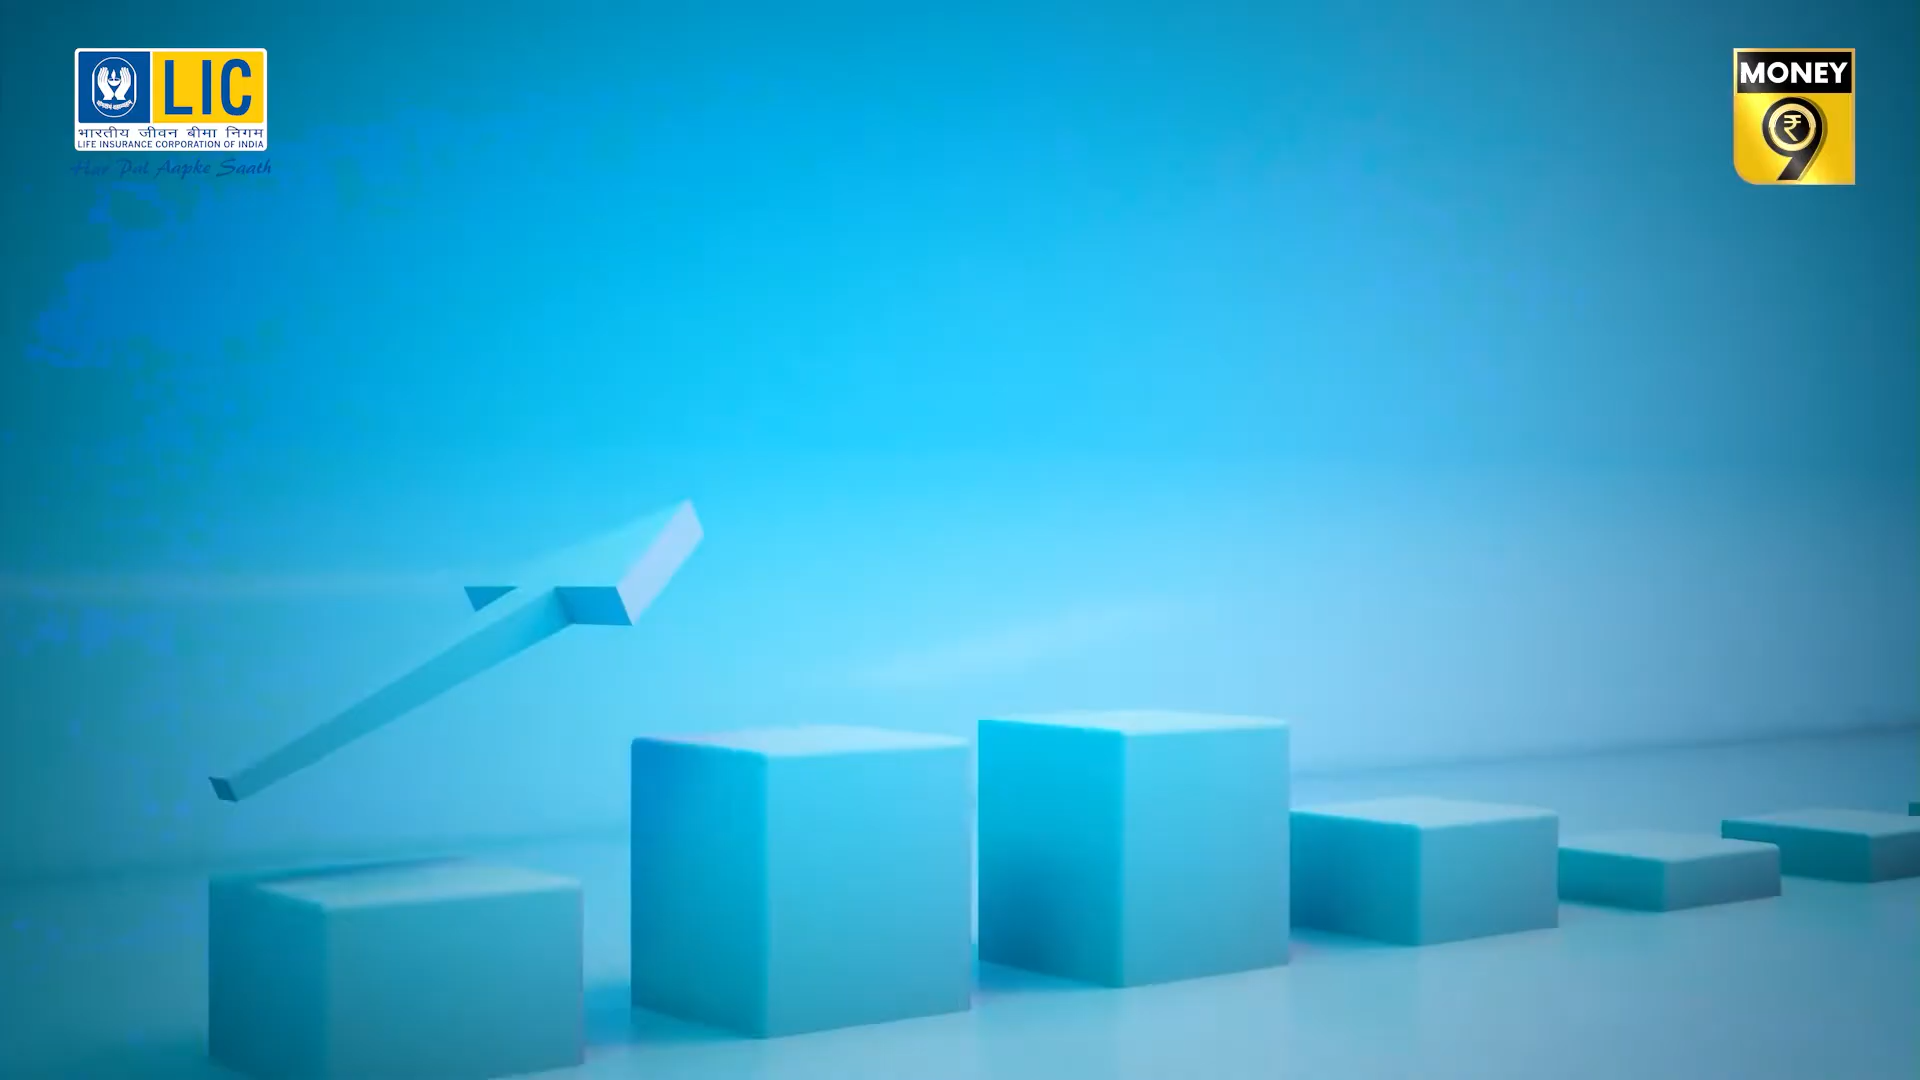 LIC
भारतीय जीवन बीमा निगम
LIFE INSURANCE CORPORATION OF INDIA
Har Pal Aapke Saath
MONEY
9